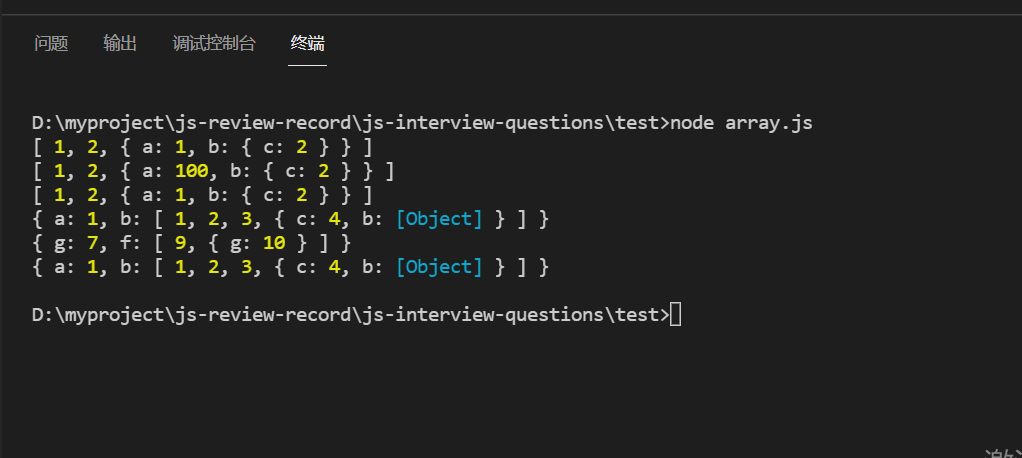 问题 输出 调试控制台 终端
D:\myproject\js-review-record\js-interview-questions\test>node array.js
[ 1, 2, { a: 1, b: { c: 2 } } ]
[ 1, 2, { a: 100, b: { c: 2 } } ]
[ 1, 2, { a: 1, b: { c: 2 } } ]
{ a: 1, b: [ 1, 2, 3, { c: 4, b: [Object] } ] }
{ g: 7, f: [ 9, { g: 10 } ] }
{ a: 1, b: [ 1, 2, 3, { c: 4, b: [Object] } ] }
D:\myproject\js-review-record\js-interview-questions\test>